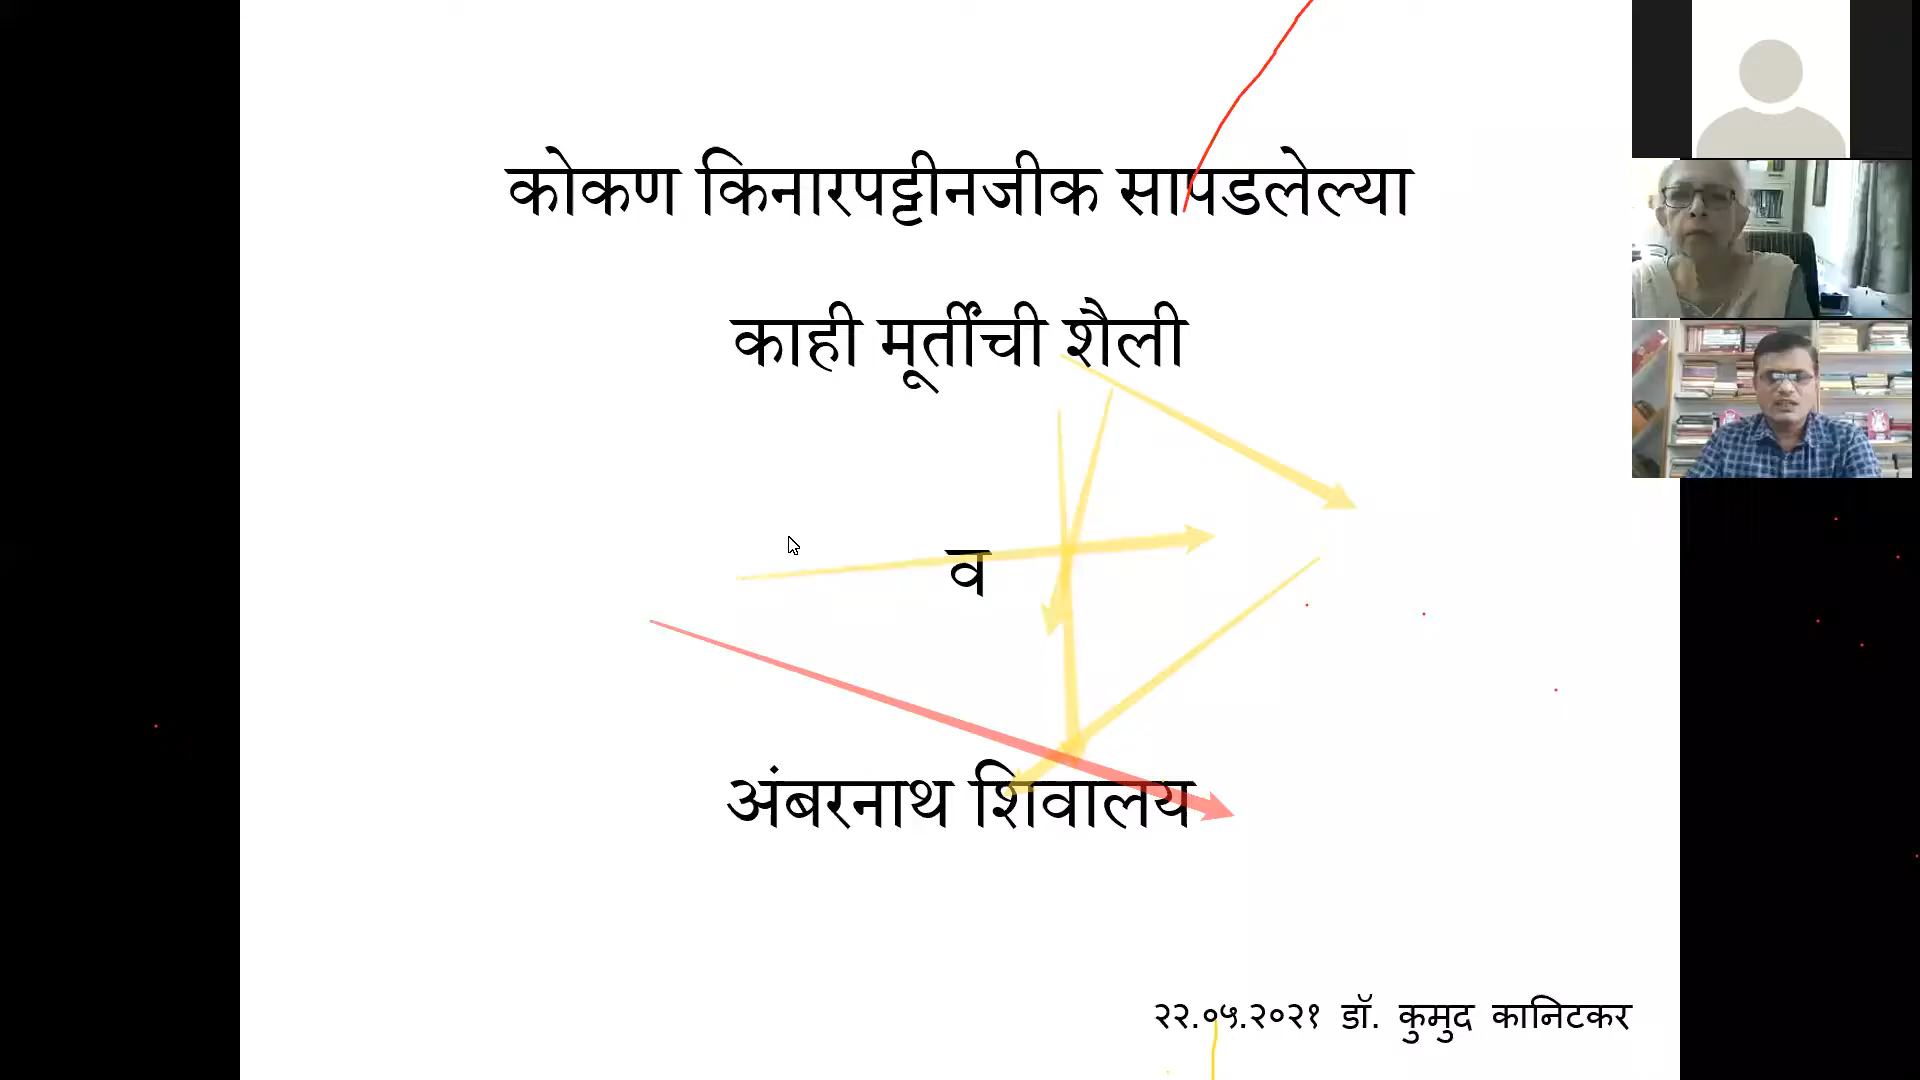 कोकण किनारपट्टीनजीक सापडलेल्या
काही मूर्तींची शैली
व
अंबरनाथ शिवालय
२२.०५.२०२१ डॉ. कुमुद कानिटकर